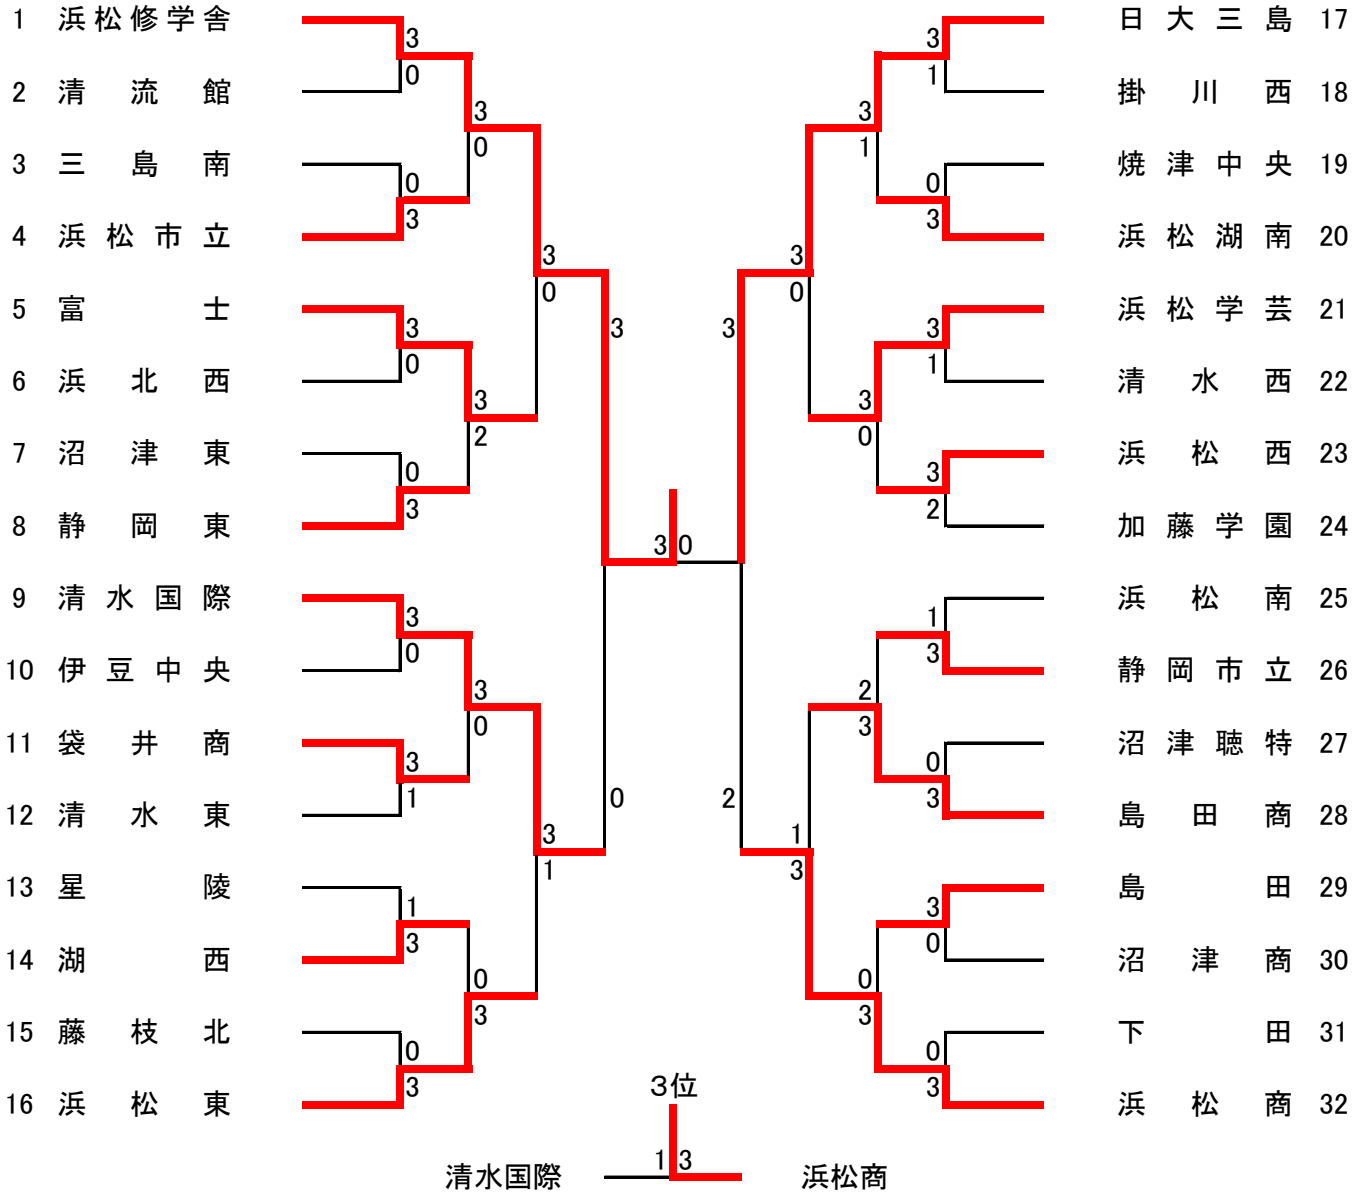 1 浜松修学舎
3
0
2 清流館
3
0
3 三島南
0
3
4 浜松市立
3
0
5 富士
3
0
6 浜北西
3
2
7 沼津東
0
3
8 静岡東
3
0
9 清水国際
3
0
10 伊豆中央
3
0
11 袋井商
3
1
12 清水東
3
1
13 星陵
1
3
14 湖西
0
3
15 藤枝北
0
3
16 浜松東
3 0
日大三島 17
3
1
掛川西 18
3
1
焼津中央 19
0
3
浜松湖南 20
3
0
浜松学芸 21
3
1
清水西 22
3
0
浜松西 23
3
2
加藤学園 24
3
2
浜松南 25
1
3
静岡市立 26
2
3
沼津聴特 27
0
3
島田商 28
1
3
島田 29
3
0
沼津商 30
0
3
下田 31
0
3
浜松商 32
3位
清水国際 1 3 浜松商